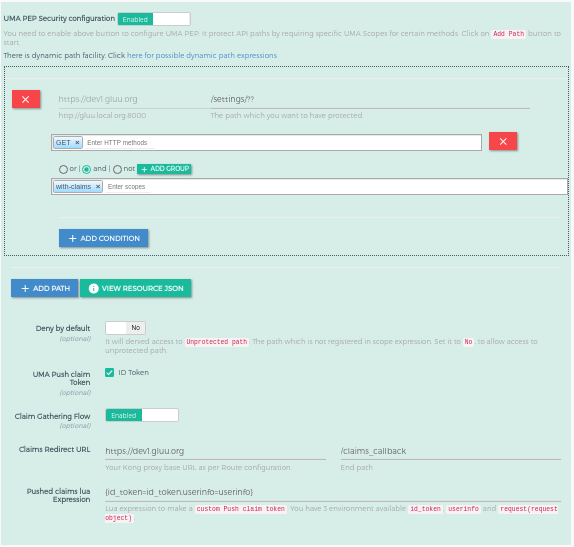 UMA PEP Security configuration Enabled
You need to enable above button to configure UMA PEP. It protect API paths by requiring specific UMA Scopes for certain methods. Click on Add Path button to
start.
There is dynamic path facility. Click here for possible dynamic path expressions
https://dev1.gluu.org /settings/??
http://gluu.local.org:8000 The path which you want to have protected.
GET × Enter HTTP methods
or | and | not + ADD GROUP
with-claims × Enter scopes
+ ADD CONDITION
+ ADD PATH VIEW RESOURCE JSON
Deny by default No
(optional)
It will denied access to Unprotected path. The path which is not registered in scope expression. Set it to No, to allow access to
unprotected path.
UMA Push claim
Token
(optional)
ID Token
Claim Gathering Flow Enabled
(optional)
Claims Redirect URL https://dev1.gluu.org /claims_callback
Your Kong proxy base URL as per Route configuration. End path
Pushed claims lua
Expression
{id_token=id_token,userinfo=userinfo}
Lua expression to make a custom Push claim token. You have 3 environment available id_token, userinfo and request(request
object).